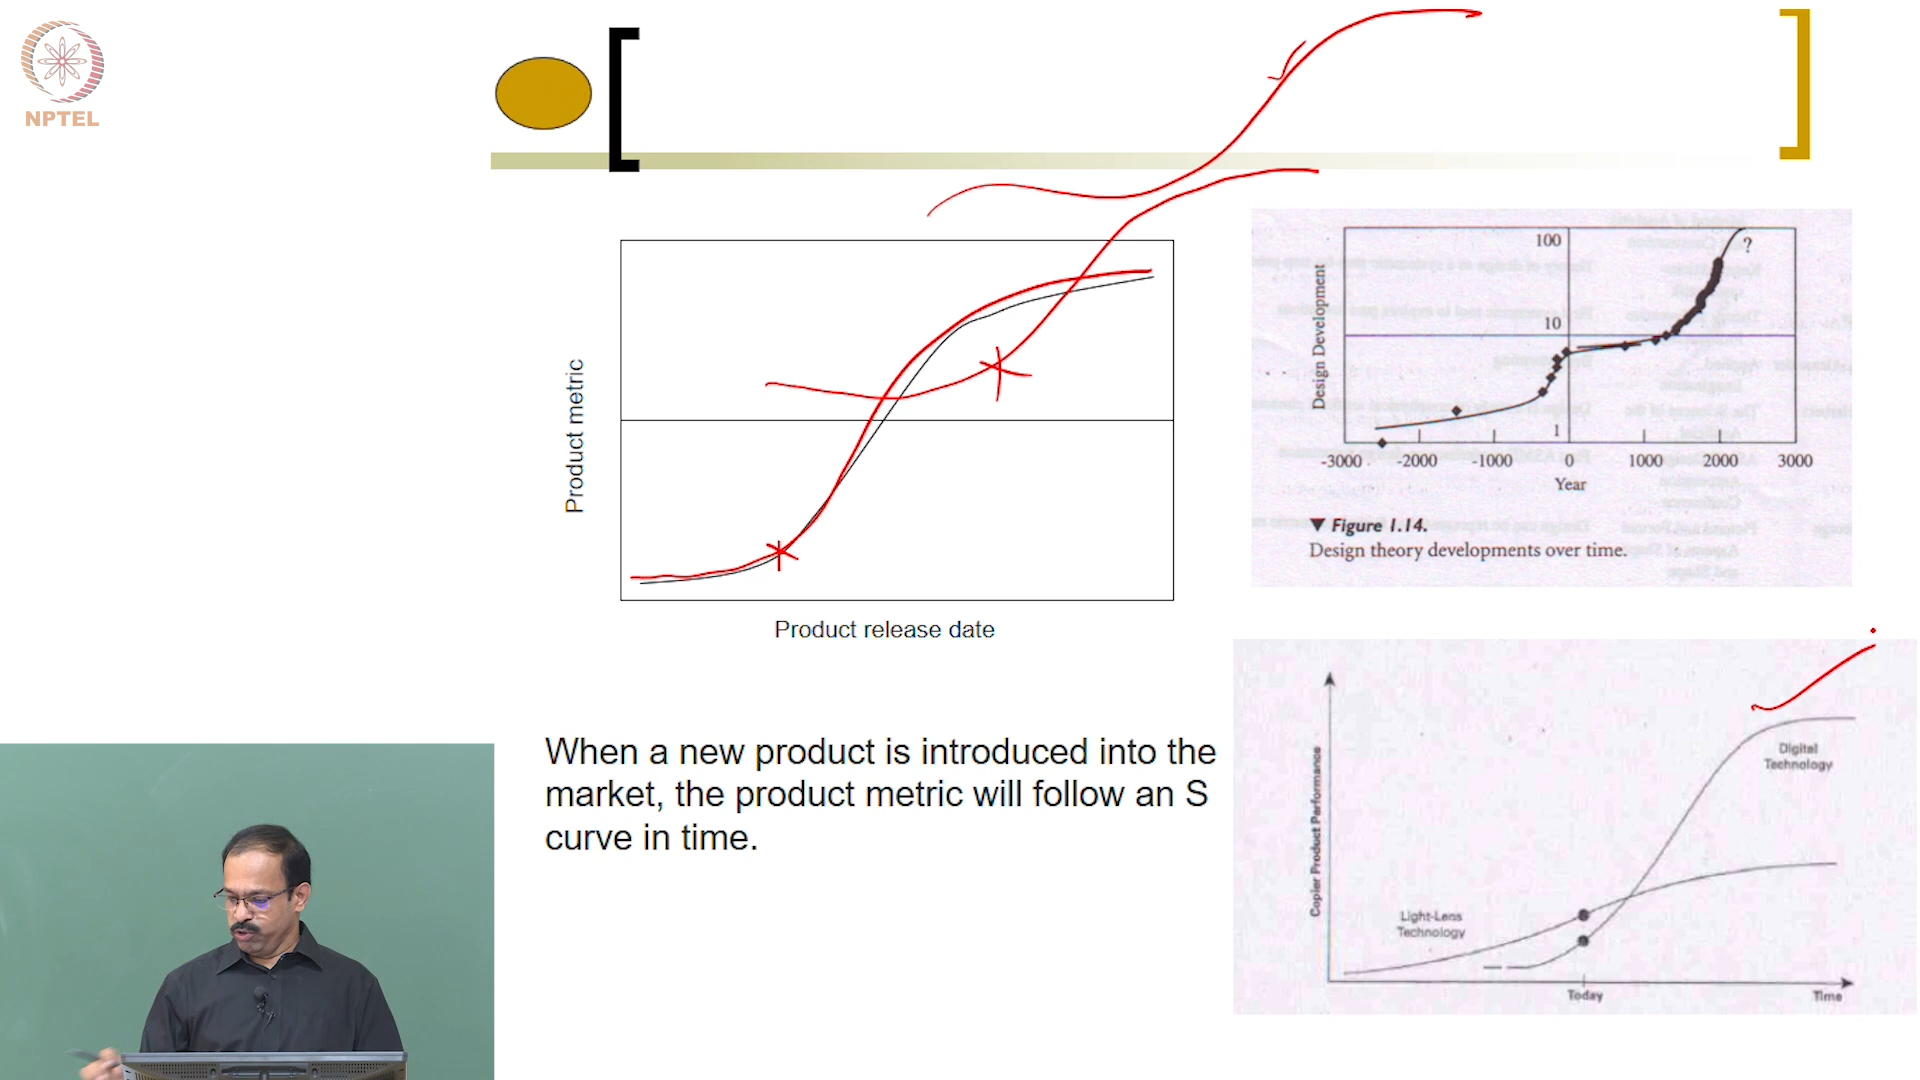 NPTEL
Product metric
Product release date
When a new product is introduced into the
market, the product metric will follow an S
curve in time.
Design Development
100
?
10
1
-3000 -2000 -1000 0 1000 2000 3000
Year
▼ Figure 1.14.
Design theory developments over time.
Copier Product Performance
Digital
Technology
Light-Lens
Technology
Today
Time